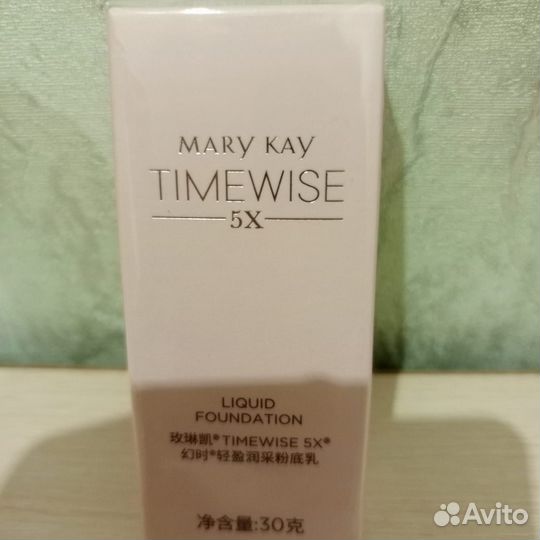 MARY KAY
TIMEWISE
5X
LIQUID
FOUNDATION
玫琳凯® TIMEWISE 5X®
幻时®轻盈润采粉底乳
净含量:30克
Avito